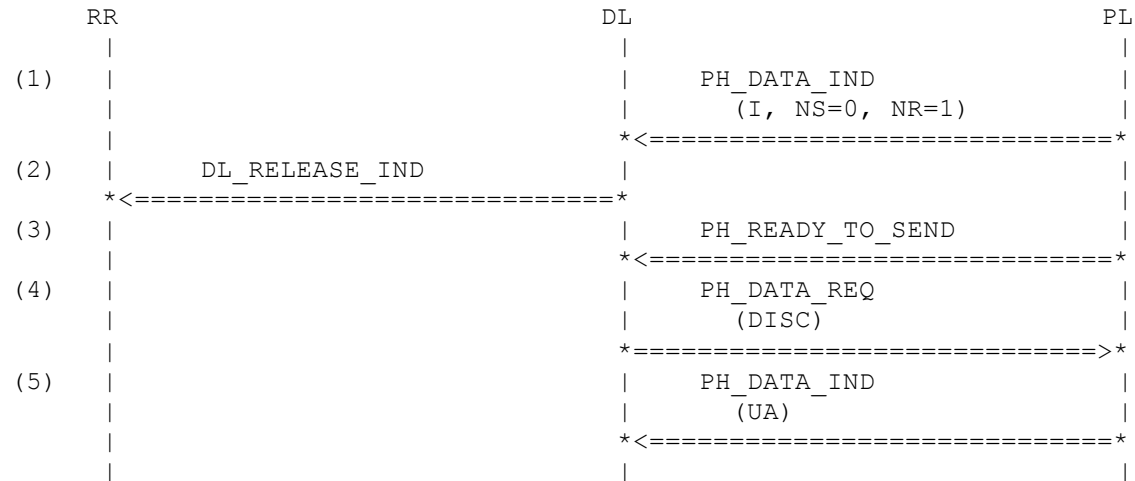 RR DL PL
| | |
(1) | | PH_DATA_IND |
| | (I, NS=0, NR=1) |
| *<=============================*
(2) | DL_RELEASE_IND | |
*<==============================* |
(3) | | PH_READY_TO_SEND |
| *<=============================*
(4) | | PH_DATA_REQ |
| | (DISC) |
| *=============================>*
(5) | | PH_DATA_IND |
| | (UA) |
| *<=============================*
| | |